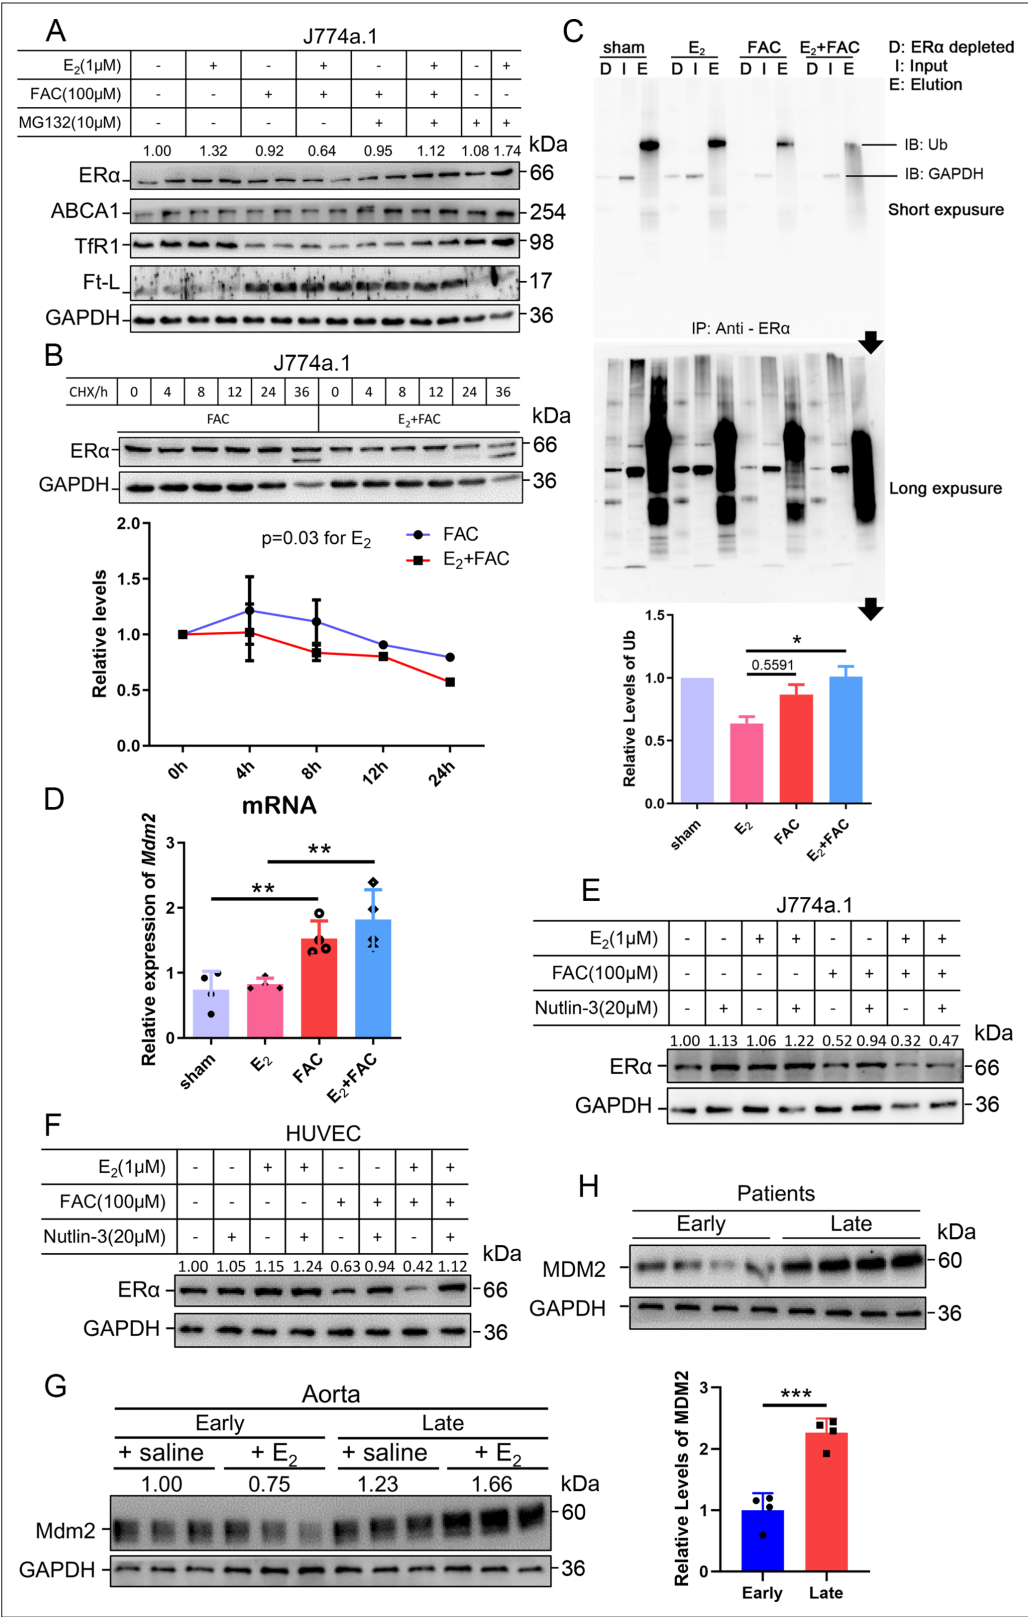 A
J774a.1
E₂(1μM) - + - + - + - +
FAC(100μM) - - + + + + - -
MG132(10μM) - - - - + + + +
1.00 1.32 0.92 0.64 0.95 1.12 1.08 1.74 kDa
ERα 66
ABCA1 254
TfR1 98
Ft-L 17
GAPDH 36
B
J774a.1
CHX/h 0 4 8 12 24 36 0 4 8 12 24 36
FAC E₂+FAC
kDa
ERα 66
GAPDH 36
p=0.03 for E₂
FAC
E₂+FAC
Relative levels
2.0
1.5
1.0
0.5
0.0
0h 4h 8h 12h 24h
C
sham E₂ FAC E₂+FAC
D I E D I E D I E D I E
D: ERα depleted
I: Input
E: Elution
IB: Ub
IB: GAPDH
Short expusure
IP: Anti - ERα
Long expusure
Relative Levels of Ub
1.5
1.0
0.5
0.0
*
0.5591
sham E₂ FAC E₂+FAC
D
mRNA
Relative expression of Mdm2
3
2
1
0
**
**
sham E₂ FAC E₂+FAC
E
J774a.1
E₂(1μM) - - + + - - + +
FAC(100μM) - - - - + + + +
Nutlin-3(20μM) - + - + - + - +
kDa
1.00 1.13 1.06 1.22 0.52 0.94 0.32 0.47
ERα 66
GAPDH 36
F
HUVEC
E₂(1μM) - - + + - - + +
FAC(100μM) - - - - + + + +
Nutlin-3(20μM) - + - + - + - +
kDa
1.00 1.05 1.15 1.24 0.63 0.94 0.42 1.12
ERα 66
GAPDH 36
G
Aorta
Early Late
+ saline + E₂ + saline + E₂
1.00 0.75 1.23 1.66 kDa
Mdm2 60
GAPDH 36
H
Patients
Early Late
kDa
MDM2 60
GAPDH 36
Relative Levels of MDM2
3
2
1
0
***
Early Late